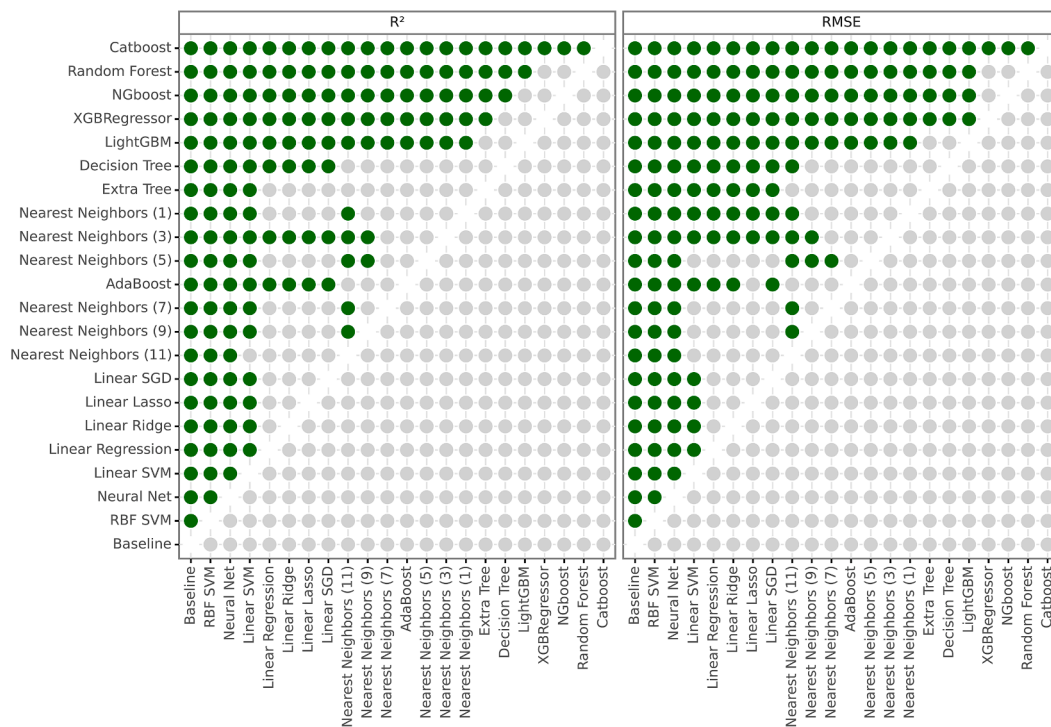 R²
RMSE
Catboost
Random Forest
NGboost
XGBRegressor
LightGBM
Decision Tree
Extra Tree
Nearest Neighbors (1)
Nearest Neighbors (3)
Nearest Neighbors (5)
AdaBoost
Nearest Neighbors (7)
Nearest Neighbors (9)
Nearest Neighbors (11)
Linear SGD
Linear Lasso
Linear Ridge
Linear Regression
Linear SVM
Neural Net
RBF SVM
Baseline
Baseline
RBF SVM
Neural Net
Linear SVM
Linear Regression
Linear Ridge
Linear Lasso
Linear SGD
Nearest Neighbors (11)
Nearest Neighbors (9)
Nearest Neighbors (7)
AdaBoost
Nearest Neighbors (5)
Nearest Neighbors (3)
Nearest Neighbors (1)
Extra Tree
Decision Tree
LightGBM
XGBRegressor
NGboost
Random Forest
Catboost
Baseline
RBF SVM
Neural Net
Linear SVM
Linear Regression
Linear Ridge
Linear Lasso
Linear SGD
Nearest Neighbors (11)
Nearest Neighbors (9)
Nearest Neighbors (7)
AdaBoost
Nearest Neighbors (5)
Nearest Neighbors (3)
Nearest Neighbors (1)
Extra Tree
Decision Tree
LightGBM
XGBRegressor
NGboost
Random Forest
Catboost